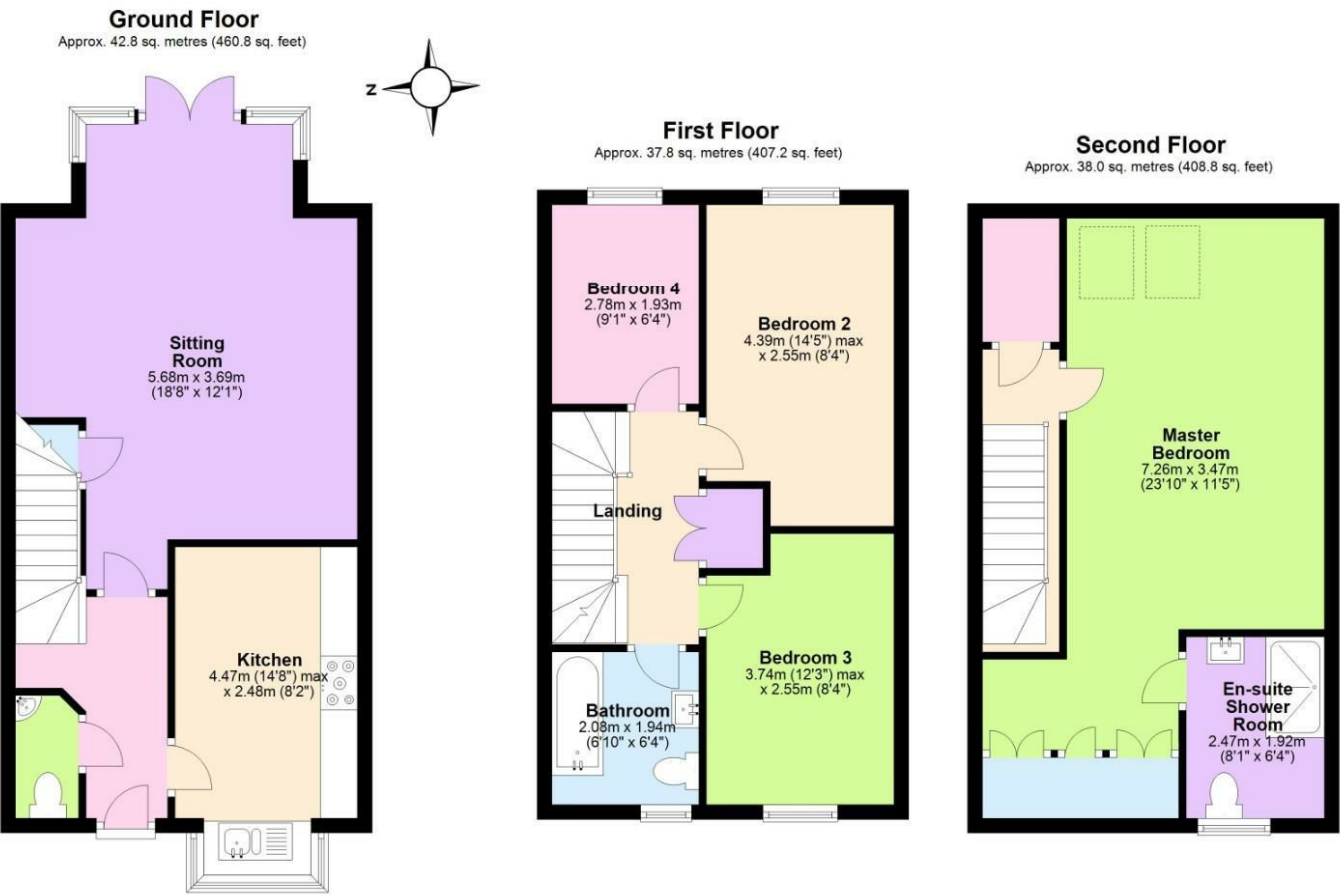 Ground Floor
Approx. 42.8 sq. metres (460.8 sq. feet)
Z
First Floor
Approx. 37.8 sq. metres (407.2 sq. feet)
Second Floor
Approx. 38.0 sq. metres (408.8 sq. feet)
Sitting
Room
5.68m x 3.69m
(18'8" x 12'1")
Kitchen
4.47m (14'8") max
x 2.48m (8'2")
Bedroom 4
2.78m x 1.93m
(9'1" x 6'4")
Bedroom 2
4.39m (14'5") max
x 2.55m (8'4")
Landing
Bedroom 3
3.74m (12'3") max
x 2.55m (8'4")
Bathroom
2.08m x 1.94m
(6'10" x 6'4")
Master
Bedroom
7.26m x 3.47m
(23'10" x 11'5")
En-suite
Shower
Room
2.47m x 1.92m
(8'1" x 6'4")